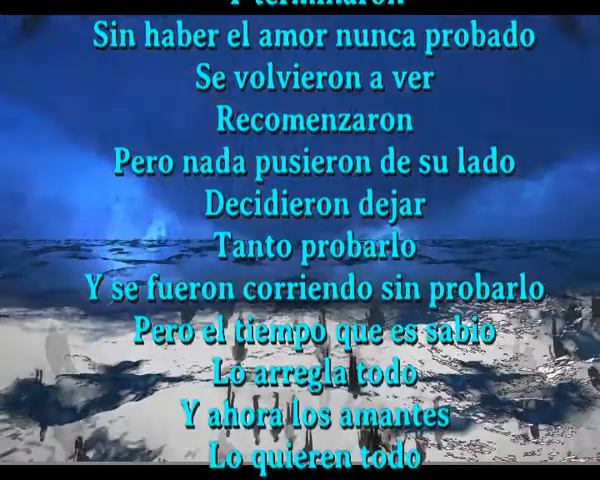 Y terminaron
Sin haber el amor nunca probado
Se volvieron a ver
Recomenzaron
Pero nada pusieron de su lado
Decidieron dejar
Tanto probarlo
Y se fueron corriendo sin probarlo
Pero el tiempo que es sabio
Lo arregla todo
Y ahora los amantes
Lo quieren todo